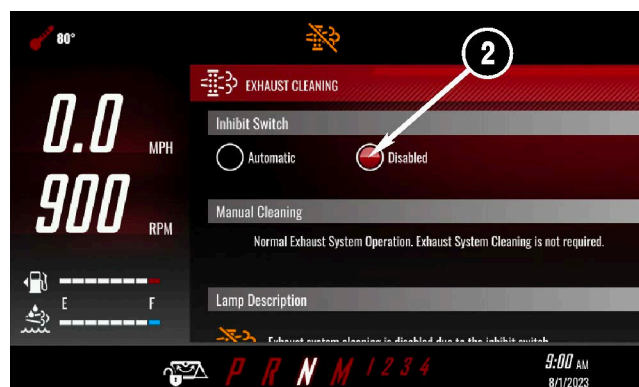 80°
2
EXHAUST CLEANING
Inhibit Switch
Automatic Disabled
0.0 MPH
900 RPM
Manual Cleaning
Normal Exhaust System Operation. Exhaust System Cleaning is not required.
E F
Lamp Description
Exhaust system cleaning is disabled due to the inhibit switch
P R N M 1 2 3 4
9:00 AM
8/1/2023